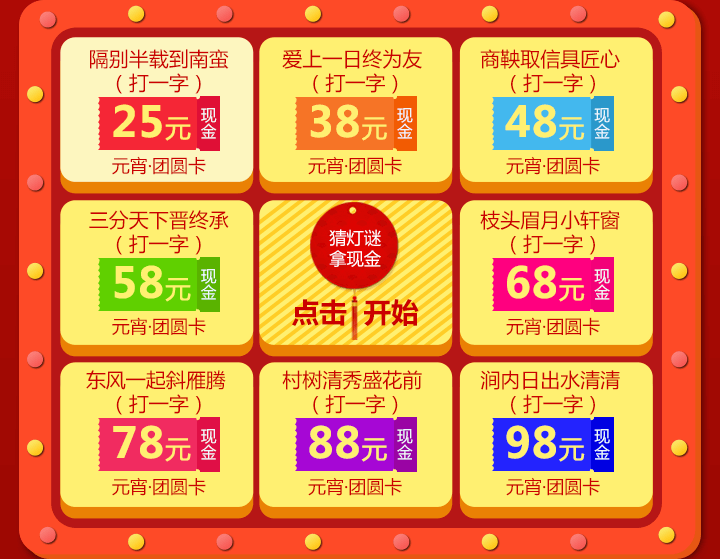 隔别半载到南蛮
（打一字）
25元
现金
元宵·团圆卡
爱上一日终为友
（打一字）
38元
现金
元宵·团圆卡
商鞅取信具匠心
（打一字）
48元
现金
元宵·团圆卡
三分天下晋终承
（打一字）
58元
现金
元宵·团圆卡
猜灯谜
拿现金
点击 开始
枝头眉月小轩窗
（打一字）
68元
现金
元宵·团圆卡
东风一起斜雁腾
（打一字）
78元
现金
元宵·团圆卡
村树清秀盛花前
（打一字）
88元
现金
元宵·团圆卡
涧内日出水清清
（打一字）
98元
现金
元宵·团圆卡